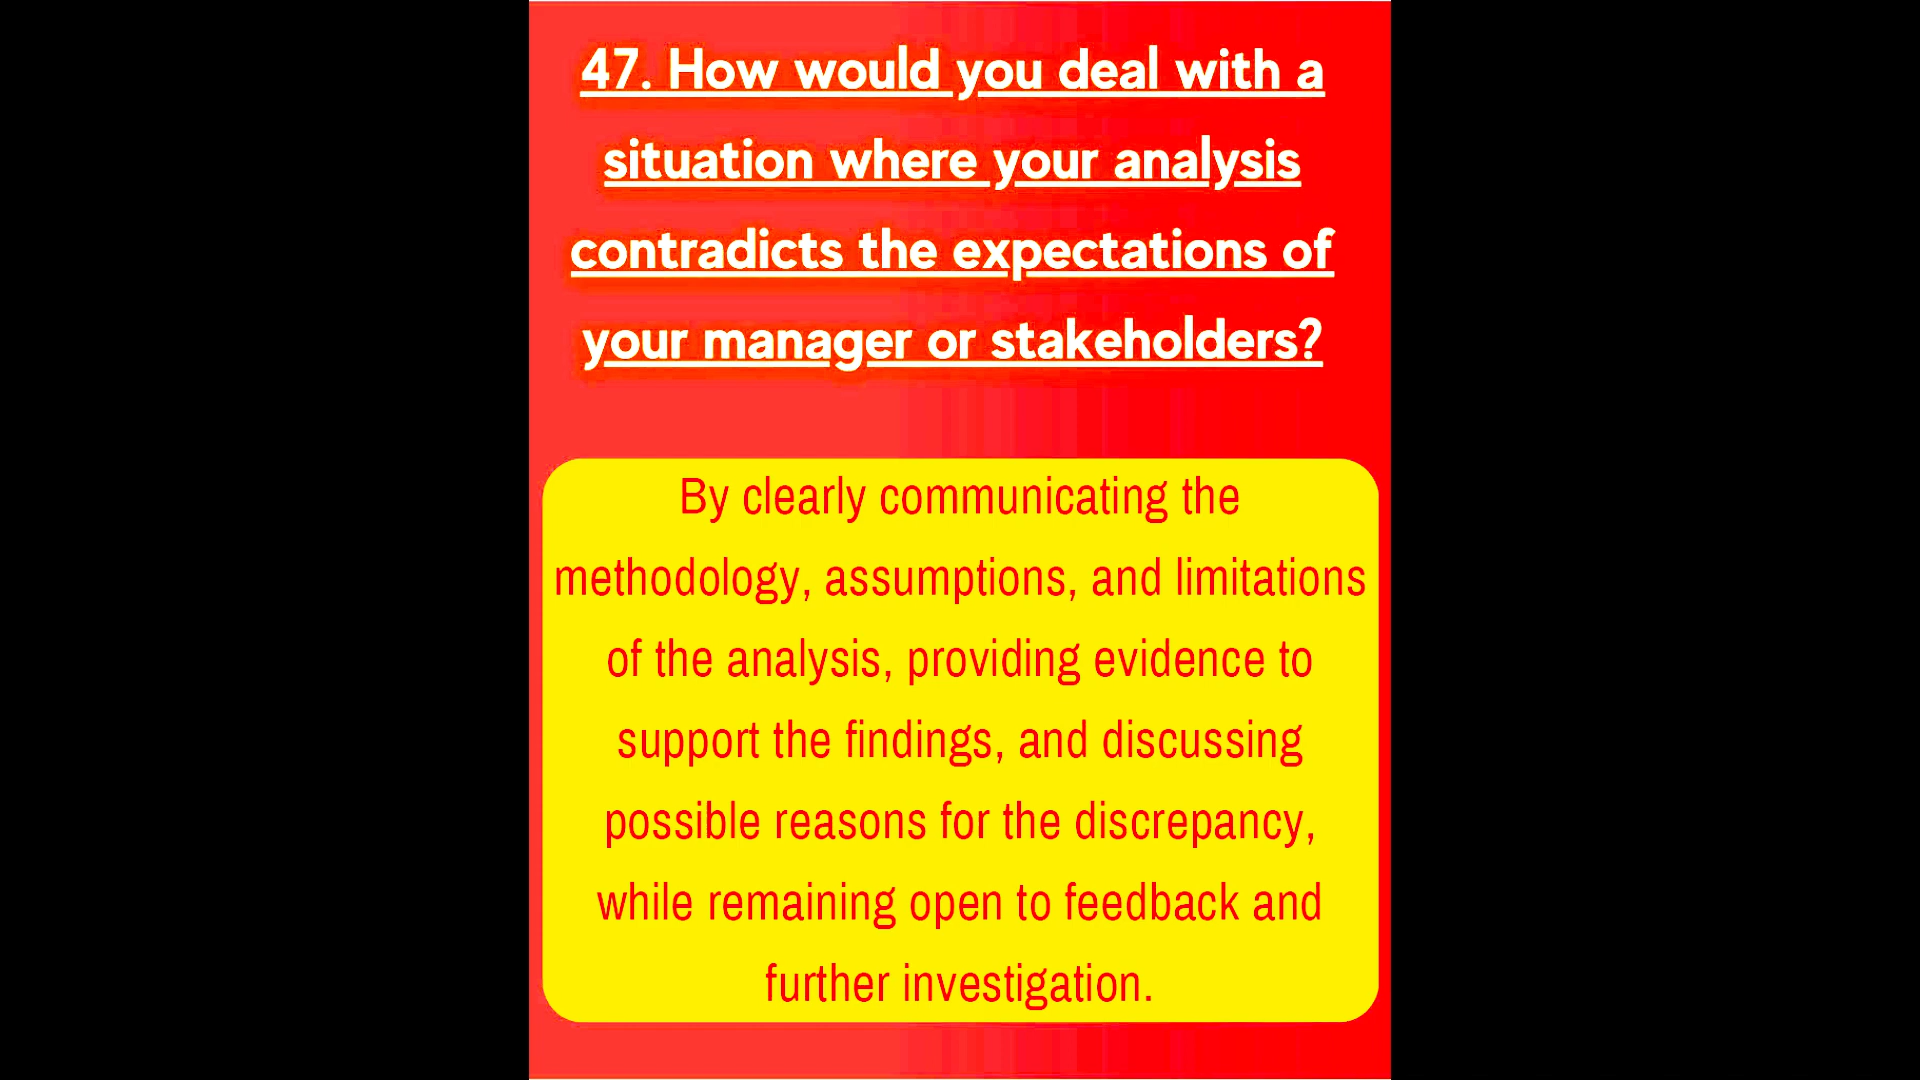 47. How would you deal with a
situation where your analysis
contradicts the expectations of
your manager or stakeholders?
By clearly communicating the
methodology, assumptions, and limitations
of the analysis, providing evidence to
support the findings, and discussing
possible reasons for the discrepancy,
while remaining open to feedback and
further investigation.